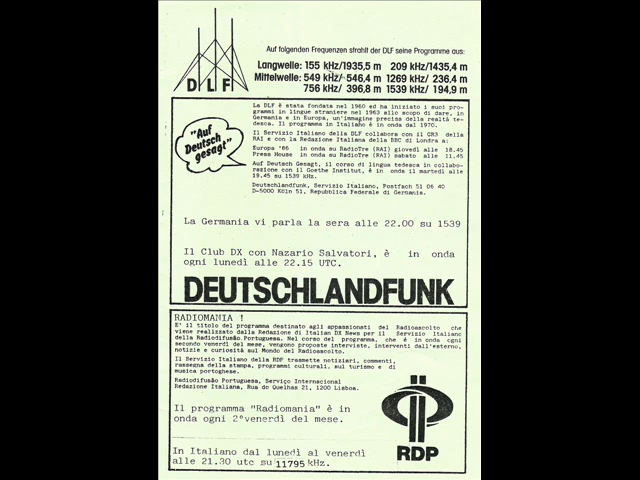 DLF
Auf folgenden Frequenzen strahlt der DLF seine Programme aus:
Langwelle: 155 kHz/1935,5 m 209 kHz/1435,4 m
Mittelwelle: 549 kHz/ 546,4 m 1269 kHz/ 236,4 m
756 kHz/ 396,8 m 1539 kHz/ 194,9 m
"Auf
Deutsch
gesagt"
La DLF è stata fondata nel 1960 ed ha iniziato i suoi pro-
grammi in lingue straniere nel 1963 allo scopo di dare, in
Germania e in Europa, un'immagine precisa della realtà te-
desca. Il programma in Italiano è in onda dal 1970.
Il Servizio Italiano della DLF collabora con il GR3 della
RAI e con la Redazione Italiana della BBC di Londra a:
Europa '86 in onda su RadioTre (RAI) giovedì alle 18.45
Press House in onda su RadioTre (RAI) sabato alle 11.45
Auf Deutsch Gesagt, il corso di lingua tedesca in collabo-
razione con il Goethe Institut, è in onda il martedì alle
19.45 su 1539 kHz.
Deutschlandfunk, Servizio Italiano, Postfach 51 06 40
D-5000 Köln 51, Repubblica Federale di Germania.
La Germania vi parla la sera alle 22.00 su 1539
Il Club DX con Nazario Salvatori, è in onda
ogni lunedì alle 22.15 UTC.
DEUTSCHLANDFUNK
RADIOMANIA !
E' il titolo del programma destinato agli appassionati del Radioascolto che
viene realizzato dalla Redazione di Italian DX News per il Servizio Italiano
della Radiodifusão Portuguesa. Nel corso del programma, che è in onda ogni
secondo venerdì del mese, vengono proposte interviste, interventi dall'esterno,
notizie e curiosità sul Mondo del Radioascolto.
Il Servizio Italiano della RDP trasmette notiziari, commenti,
rassegna della stampa, programmi culturali, sul turismo e di
musica portoghese.
Radiodifusão Portuguesa, Serviço Internacional
Redazione Italiana, Rua do Quelhas 21, 1200 Lisboa.
Il programma "Radiomania" è in
onda ogni 2°venerdì del mese.
RDP
In Italiano dal lunedì al venerdì
alle 21.30 utc su 11795 kHz.